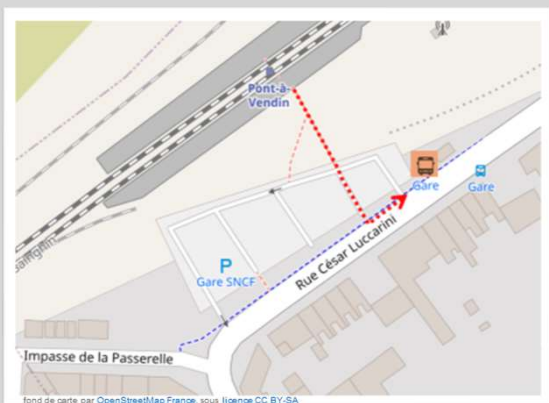 Pont-à-
Vendin
Gare
Gare
P
Gare SNCF
Rue César Luccarini
Impasse de la Passerelle
fond de carte par OpenStreetMap France, sous licence CC BY-SA